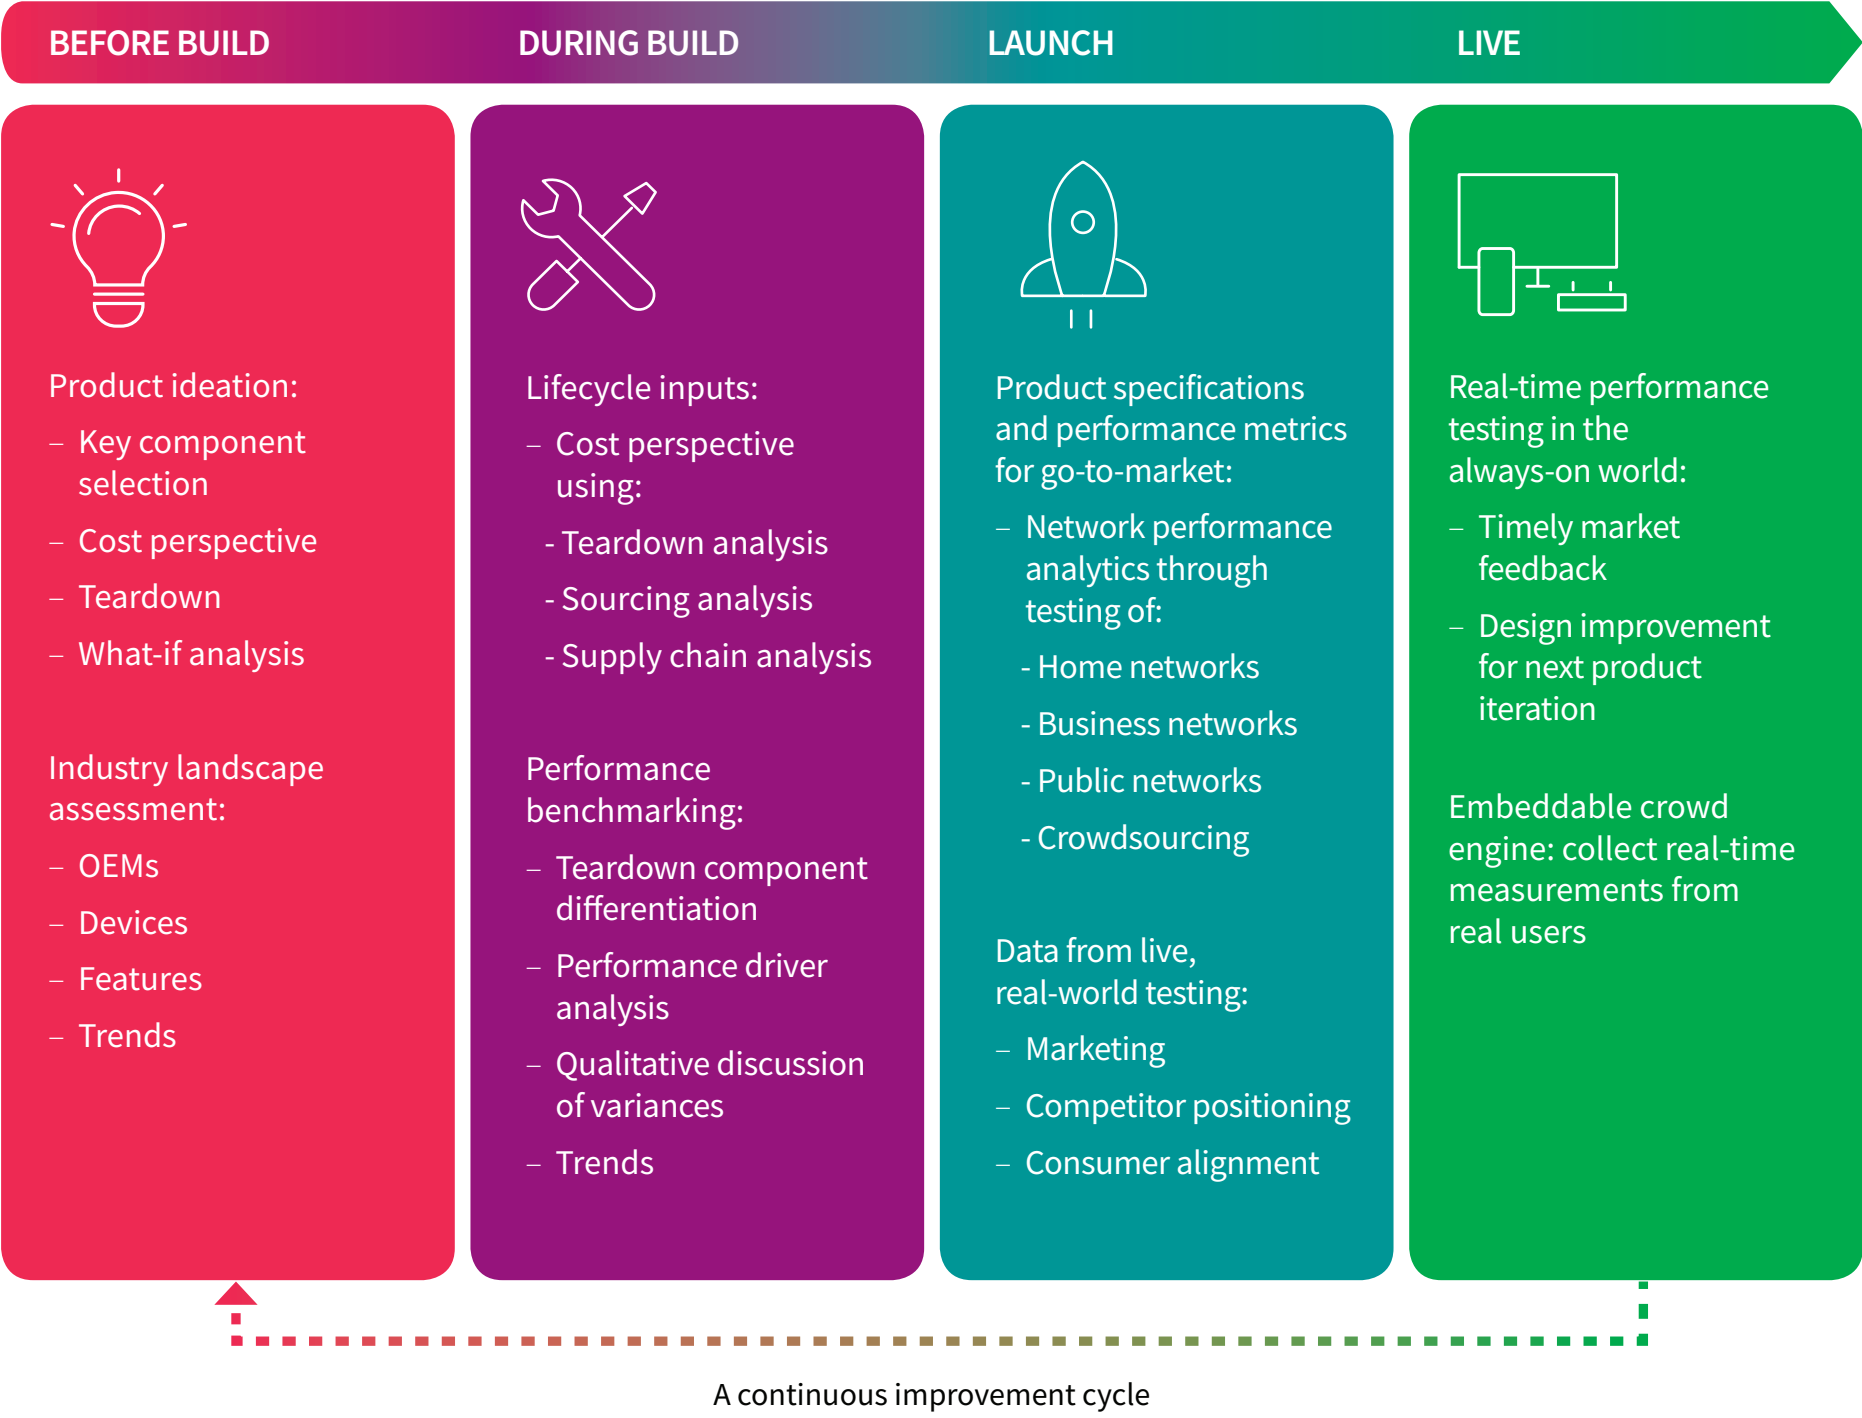 BEFORE BUILD
DURING BUILD
LAUNCH
LIVE
Product ideation:
– Key component
selection
– Cost perspective
– Teardown
– What-if analysis
Industry landscape
assessment:
– OEMs
– Devices
– Features
– Trends
Lifecycle inputs:
– Cost perspective
using:
- Teardown analysis
- Sourcing analysis
- Supply chain analysis
Performance
benchmarking:
– Teardown component
differentiation
– Performance driver
analysis
– Qualitative discussion
of variances
– Trends
Product specifications
and performance metrics
for go-to-market:
– Network performance
analytics through
testing of:
- Home networks
- Business networks
- Public networks
- Crowdsourcing
Data from live,
real-world testing:
– Marketing
– Competitor positioning
– Consumer alignment
Real-time performance
testing in the
always-on world:
– Timely market
feedback
– Design improvement
for next product
iteration
Embeddable crowd
engine: collect real-time
measurements from
real users
A continuous improvement cycle